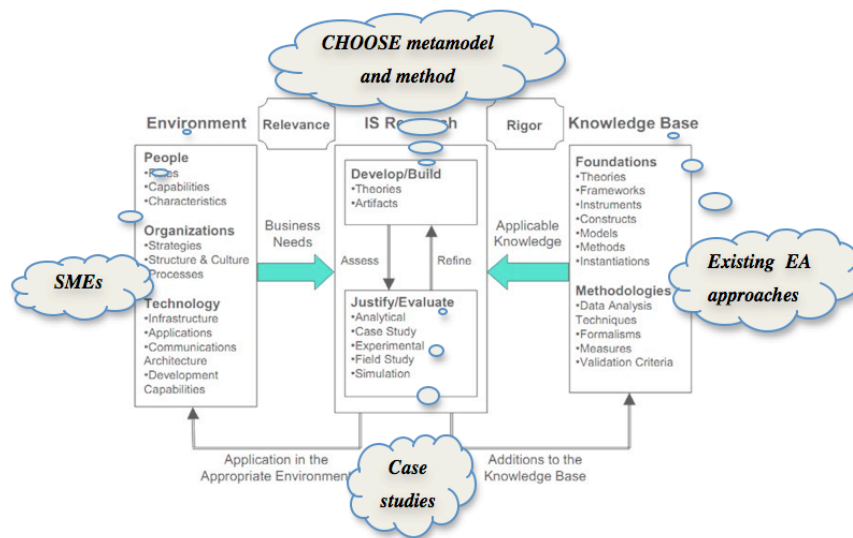 CHOOSE metamodel
and method
Environment
Relevance
IS Research
Rigor
Knowledge Base
People
•Roles
•Capabilities
•Characteristics
Organizations
•Strategies
•Structure & Culture
•Processes
Technology
•Infrastructure
•Applications
•Communications
Architecture
•Development
Capabilities
SMEs
Business
Needs
Develop/Build
•Theories
•Artifacts
Assess
Refine
Justify/Evaluate
•Analytical
•Case Study
•Experimental
•Field Study
•Simulation
Applicable
Knowledge
Foundations
•Theories
•Frameworks
•Instruments
•Constructs
•Models
•Methods
•Instantiations
Methodologies
•Data Analysis
Techniques
•Formalisms
•Measures
•Validation Criteria
Existing EA
approaches
Application in the
Appropriate Environment
Case
studies
Additions to the
Knowledge Base